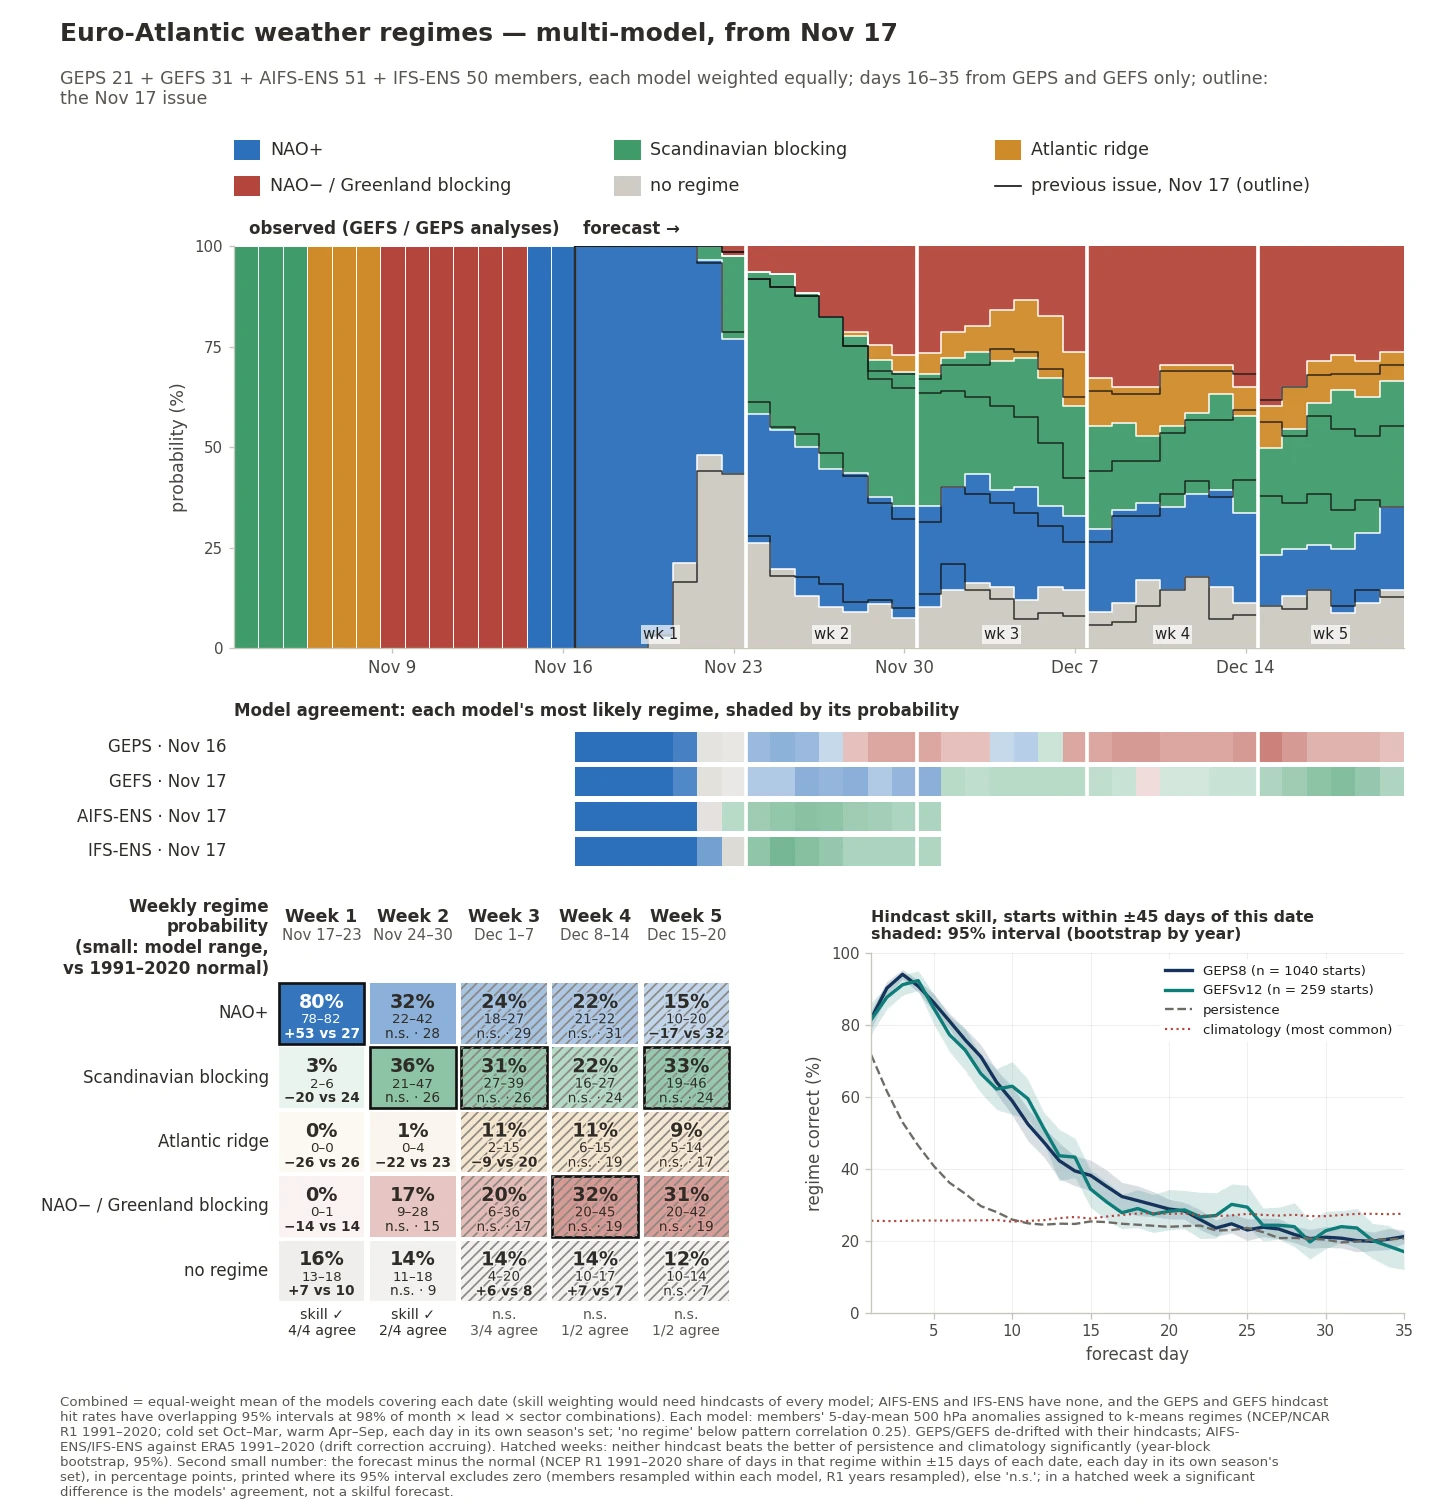 Euro-Atlantic weather regimes — multi-model, from Nov 17
GEPS 21 + GEFS 31 + AIFS-ENS 51 + IFS-ENS 50 members, each model weighted equally; days 16–35 from GEPS and GEFS only; outline:
the Nov 17 issue
NAO+
Scandinavian blocking
Atlantic ridge
NAO− / Greenland blocking
no regime
previous issue, Nov 17 (outline)
observed (GEFS / GEPS analyses)
forecast →
100
75
50
25
0
probability (%)
wk 1
wk 2
wk 3
wk 4
wk 5
Nov 9
Nov 16
Nov 23
Nov 30
Dec 7
Dec 14
Model agreement: each model's most likely regime, shaded by its probability
GEPS · Nov 16
GEFS · Nov 17
AIFS-ENS · Nov 17
IFS-ENS · Nov 17
Weekly regime
probability
(small: model range,
vs 1991–2020 normal)
Week 1 Week 2 Week 3 Week 4 Week 5
Nov 17–23 Nov 24–30 Dec 1–7 Dec 8–14 Dec 15–20
NAO+
80% 32% 24% 22% 15%
78–82 22–42 18–27 21–22 10–20
+53 vs 27 n.s. · 28 n.s. · 29 n.s. · 31 −17 vs 32
Scandinavian blocking
3% 36% 31% 22% 33%
2–6 21–47 27–39 16–27 19–46
−20 vs 24 n.s. · 26 n.s. · 26 n.s. · 24 n.s. · 24
Atlantic ridge
0% 1% 11% 11% 9%
0–0 0–4 2–15 6–15 5–14
−26 vs 26 −22 vs 23 −9 vs 20 n.s. · 19 n.s. · 17
NAO− / Greenland blocking
0% 17% 20% 32% 31%
0–1 9–28 6–36 20–45 20–42
−14 vs 14 n.s. · 15 n.s. · 17 n.s. · 19 n.s. · 19
no regime
16% 14% 14% 14% 12%
13–18 11–18 4–20 10–17 10–14
+7 vs 10 n.s. · 9 +6 vs 8 +7 vs 7 n.s. · 7
skill ✓ skill ✓ n.s. n.s. n.s.
4/4 agree 2/4 agree 3/4 agree 1/2 agree 1/2 agree
Hindcast skill, starts within ±45 days of this date
shaded: 95% interval (bootstrap by year)
100
80
60
40
20
0
regime correct (%)
GEPS8 (n = 1040 starts)
GEFSv12 (n = 259 starts)
persistence
climatology (most common)
5
10
15
20
25
30
35
forecast day
Combined = equal-weight mean of the models covering each date (skill weighting would need hindcasts of every model; AIFS-ENS and IFS-ENS have none, and the GEPS and GEFS hindcast
hit rates have overlapping 95% intervals at 98% of month × lead × sector combinations). Each model: members' 5-day-mean 500 hPa anomalies assigned to k-means regimes (NCEP/NCAR
R1 1991–2020; cold set Oct–Mar, warm Apr–Sep, each day in its own season's set; 'no regime' below pattern correlation 0.25). GEPS/GEFS de-drifted with their hindcasts; AIFS-
ENS/IFS-ENS against ERA5 1991–2020 (drift correction accruing). Hatched weeks: neither hindcast beats the better of persistence and climatology significantly (year-block
bootstrap, 95%). Second small number: the forecast minus the normal (NCEP R1 1991–2020 share of days in that regime within ±15 days of each date, each day in its own season's
set), in percentage points, printed where its 95% interval excludes zero (members resampled within each model, R1 years resampled), else 'n.s.'; in a hatched week a significant
difference is the models' agreement, not a skilful forecast.